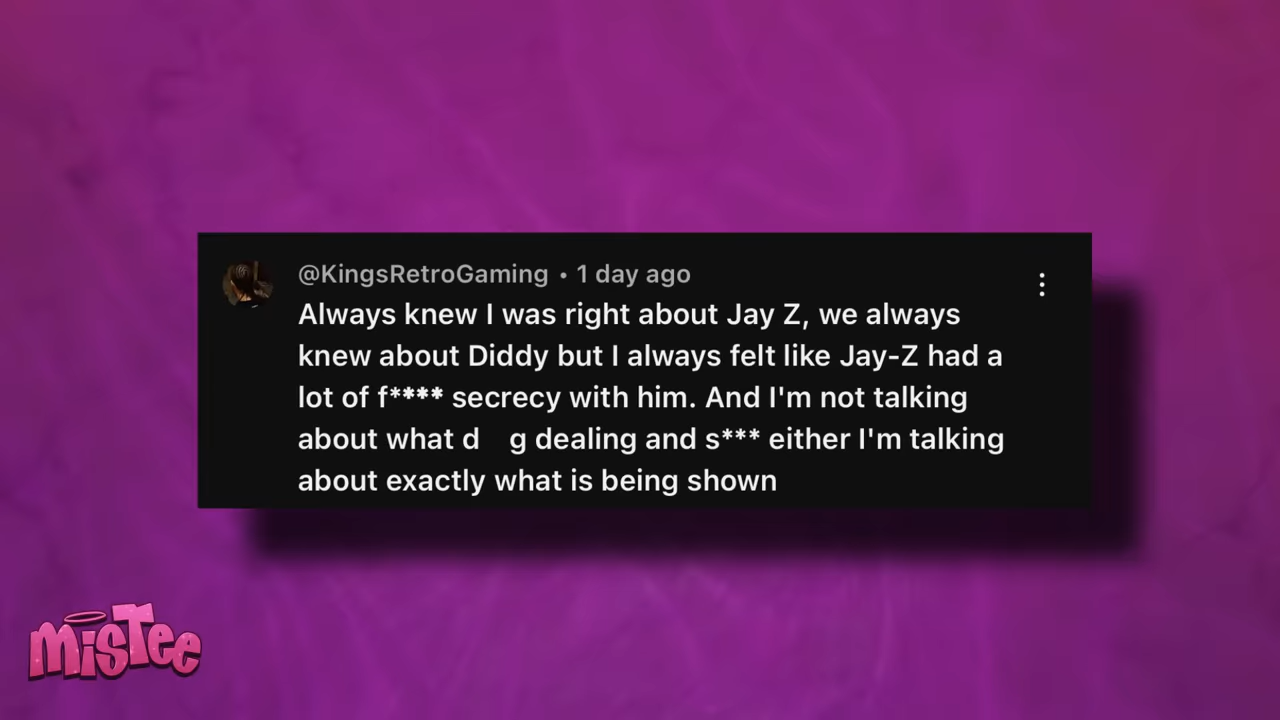 @KingsRetroGaming • 1 day ago
Always knew I was right about Jay Z, we always
knew about Diddy but I always felt like Jay-Z had a
lot of f**** secrecy with him. And I'm not talking
about what d g dealing and s*** either I'm talking
about exactly what is being shown
MisTee